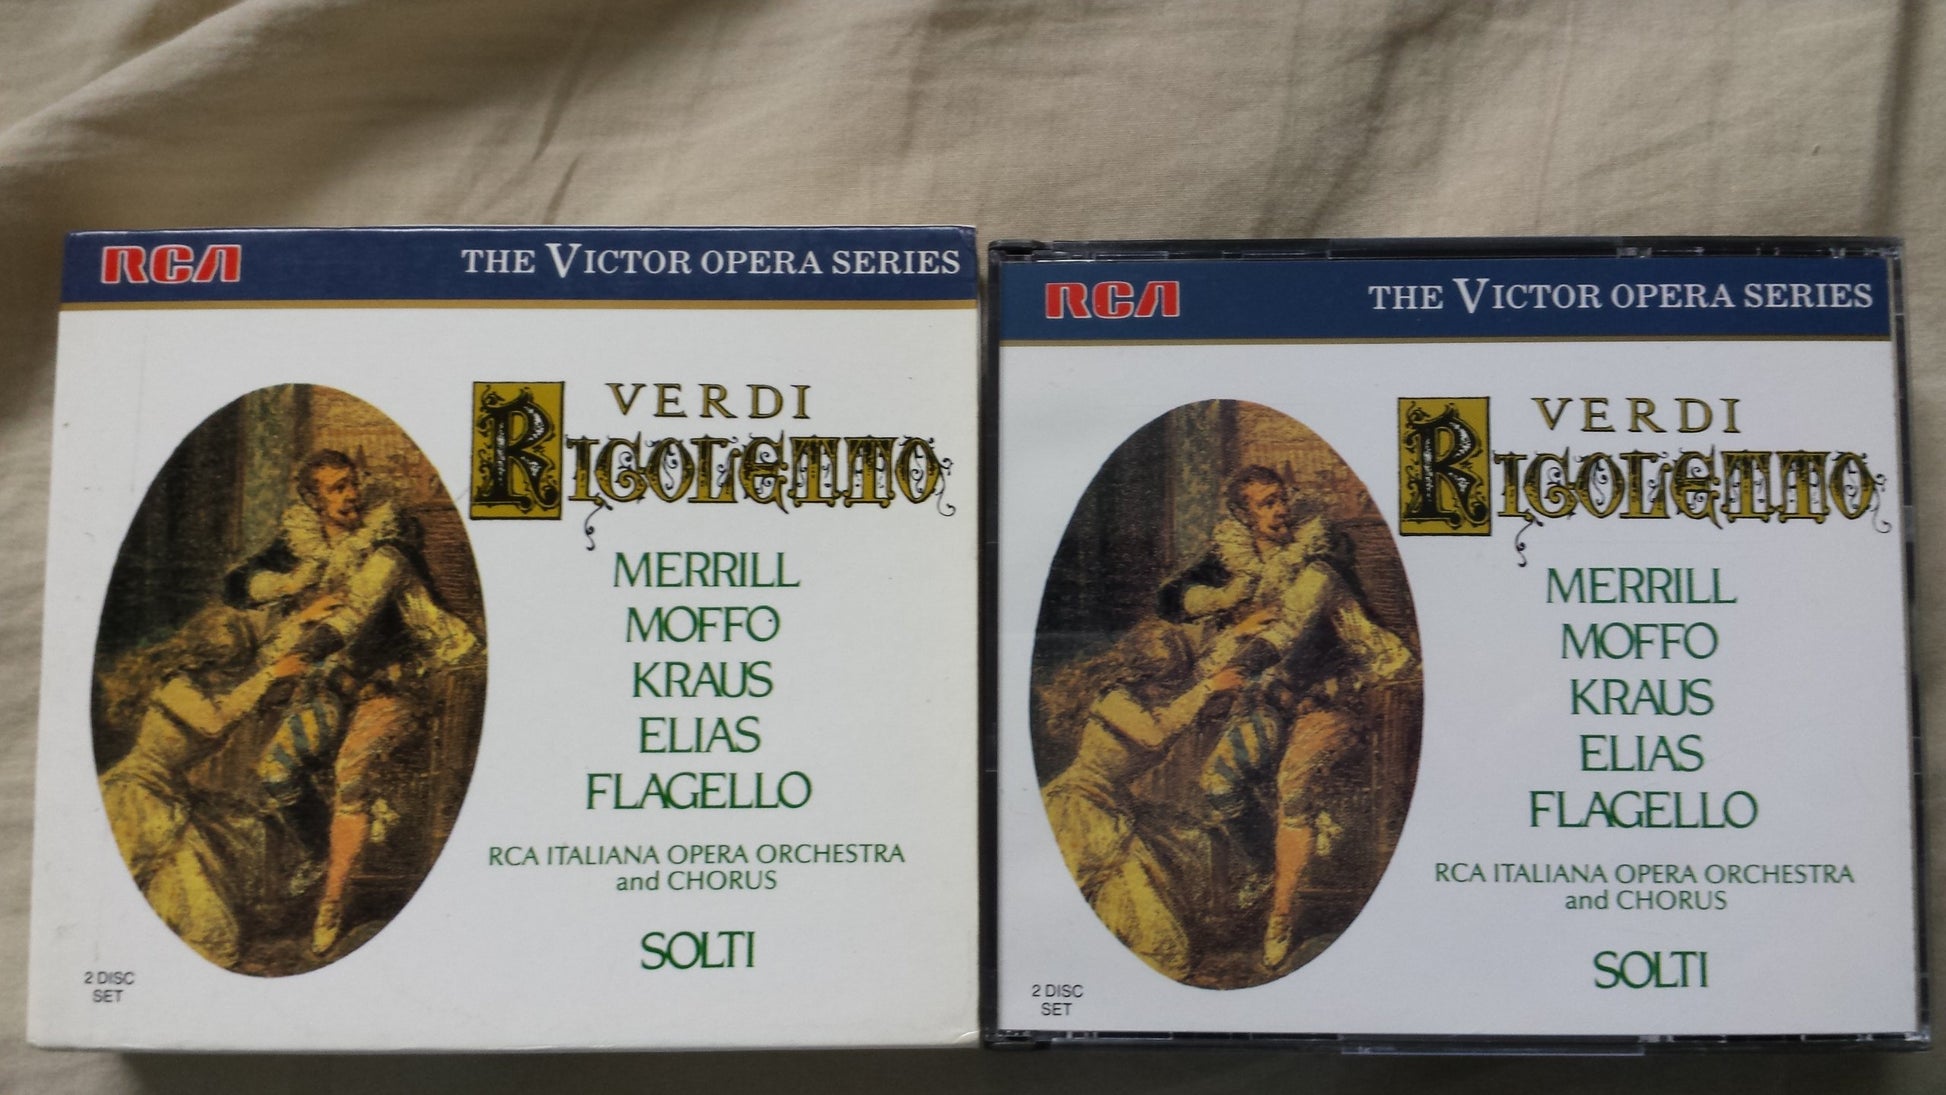 RCA THE VICTOR OPERA SERIES
VERDI
RIGOLETTO
MERRILL
MOFFO
KRAUS
ELIAS
FLAGELLO
RCA ITALIANA OPERA ORCHESTRA
and CHORUS
SOLTI
2 DISC
SET
RCA THE VICTOR OPERA SERIES
VERDI
RIGOLETTO
MERRILL
MOFFO
KRAUS
ELIAS
FLAGELLO
RCA ITALIANA OPERA ORCHESTRA
and CHORUS
SOLTI
2 DISC
SET